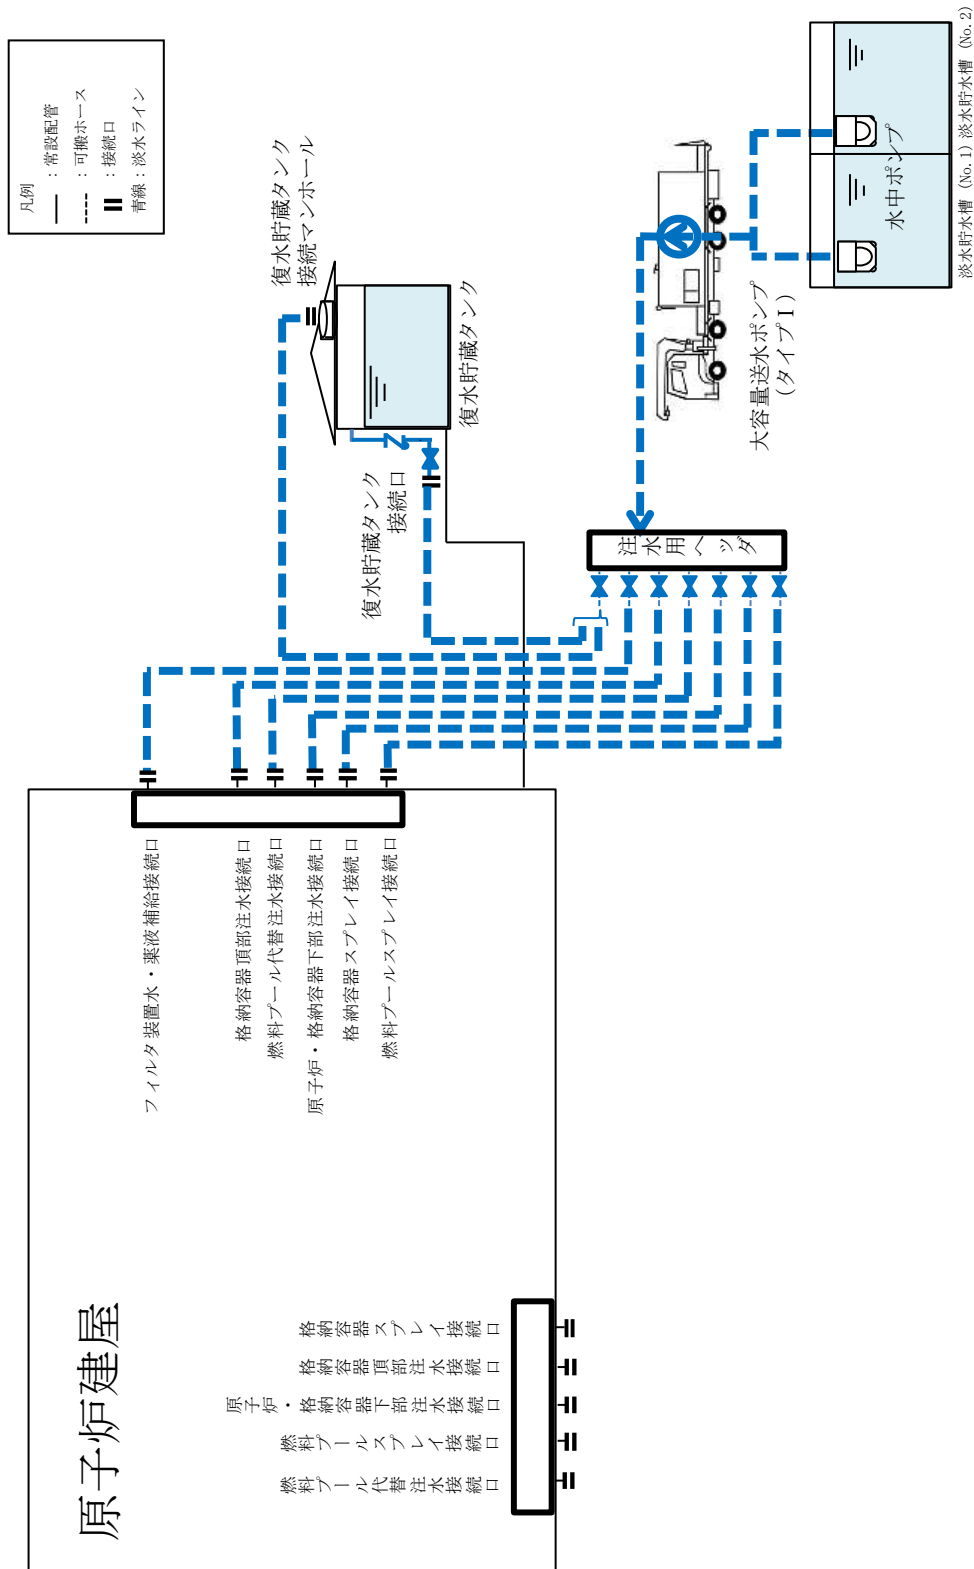 凡例
：常設配管
：可搬ホース
：接続口
青線：淡水ライン
復水貯蔵タンク
接続マンホール
復水貯蔵タンク
復水貯蔵タンク
接続口
大容量送水ポンプ
（タイプⅠ）
水中ポンプ
淡水貯水槽 (No.1) 淡水貯水槽 (No.2)
注水用ヘッダ
フィルタ装置水・薬液補給接続口
格納容器頂部注水接続口
燃料プール代替注水接続口
原子炉・格納容器下部注水接続口
格納容器スプレイ接続口
燃料プールスプレイ接続口
原子炉建屋
格納容器スプレイ接続口
格納容器頂部注水接続口
原子炉・格納容器下部注水接続口
燃料プールスプレイ接続口
燃料プール代替注水接続口